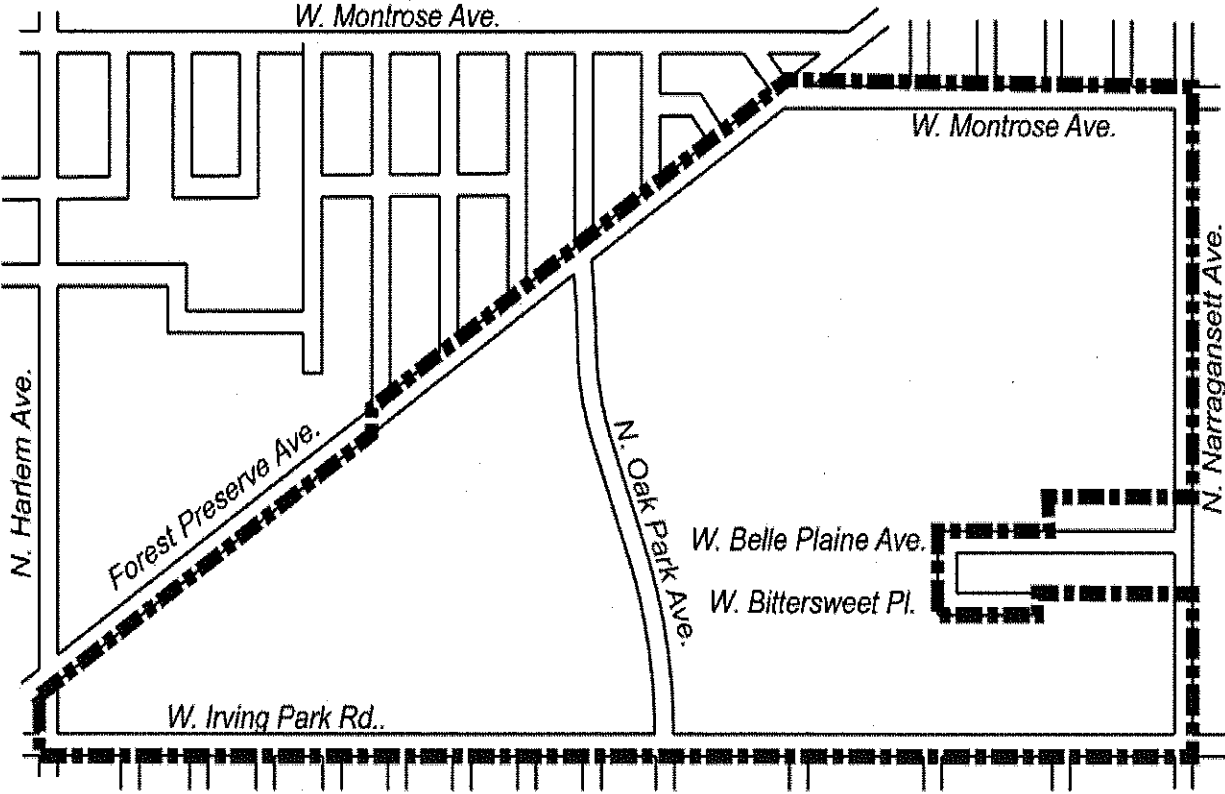 W. Montrose Ave.
W. Montrose Ave.
N. Narragansett Ave.
N. Harlem Ave.
Forest Preserve Ave.
N. Oak Park Ave.
W. Belle Plaine Ave.
W. Bittersweet Pl.
W. Irving Park Rd..